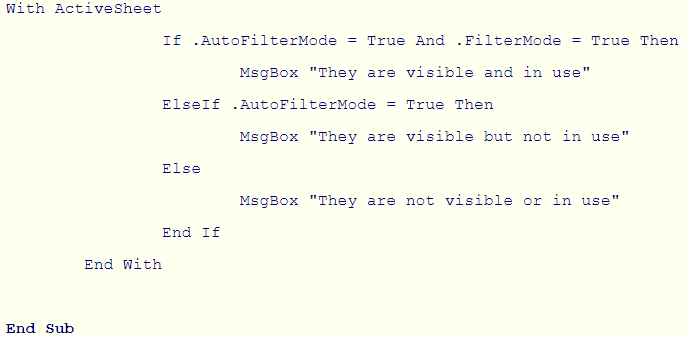 With ActiveSheet
If .AutoFilterMode = True And .FilterMode = True Then
MsgBox "They are visible and in use"
ElseIf .AutoFilterMode = True Then
MsgBox "They are visible but not in use"
Else
MsgBox "They are not visible or in use"
End If
End With
End Sub